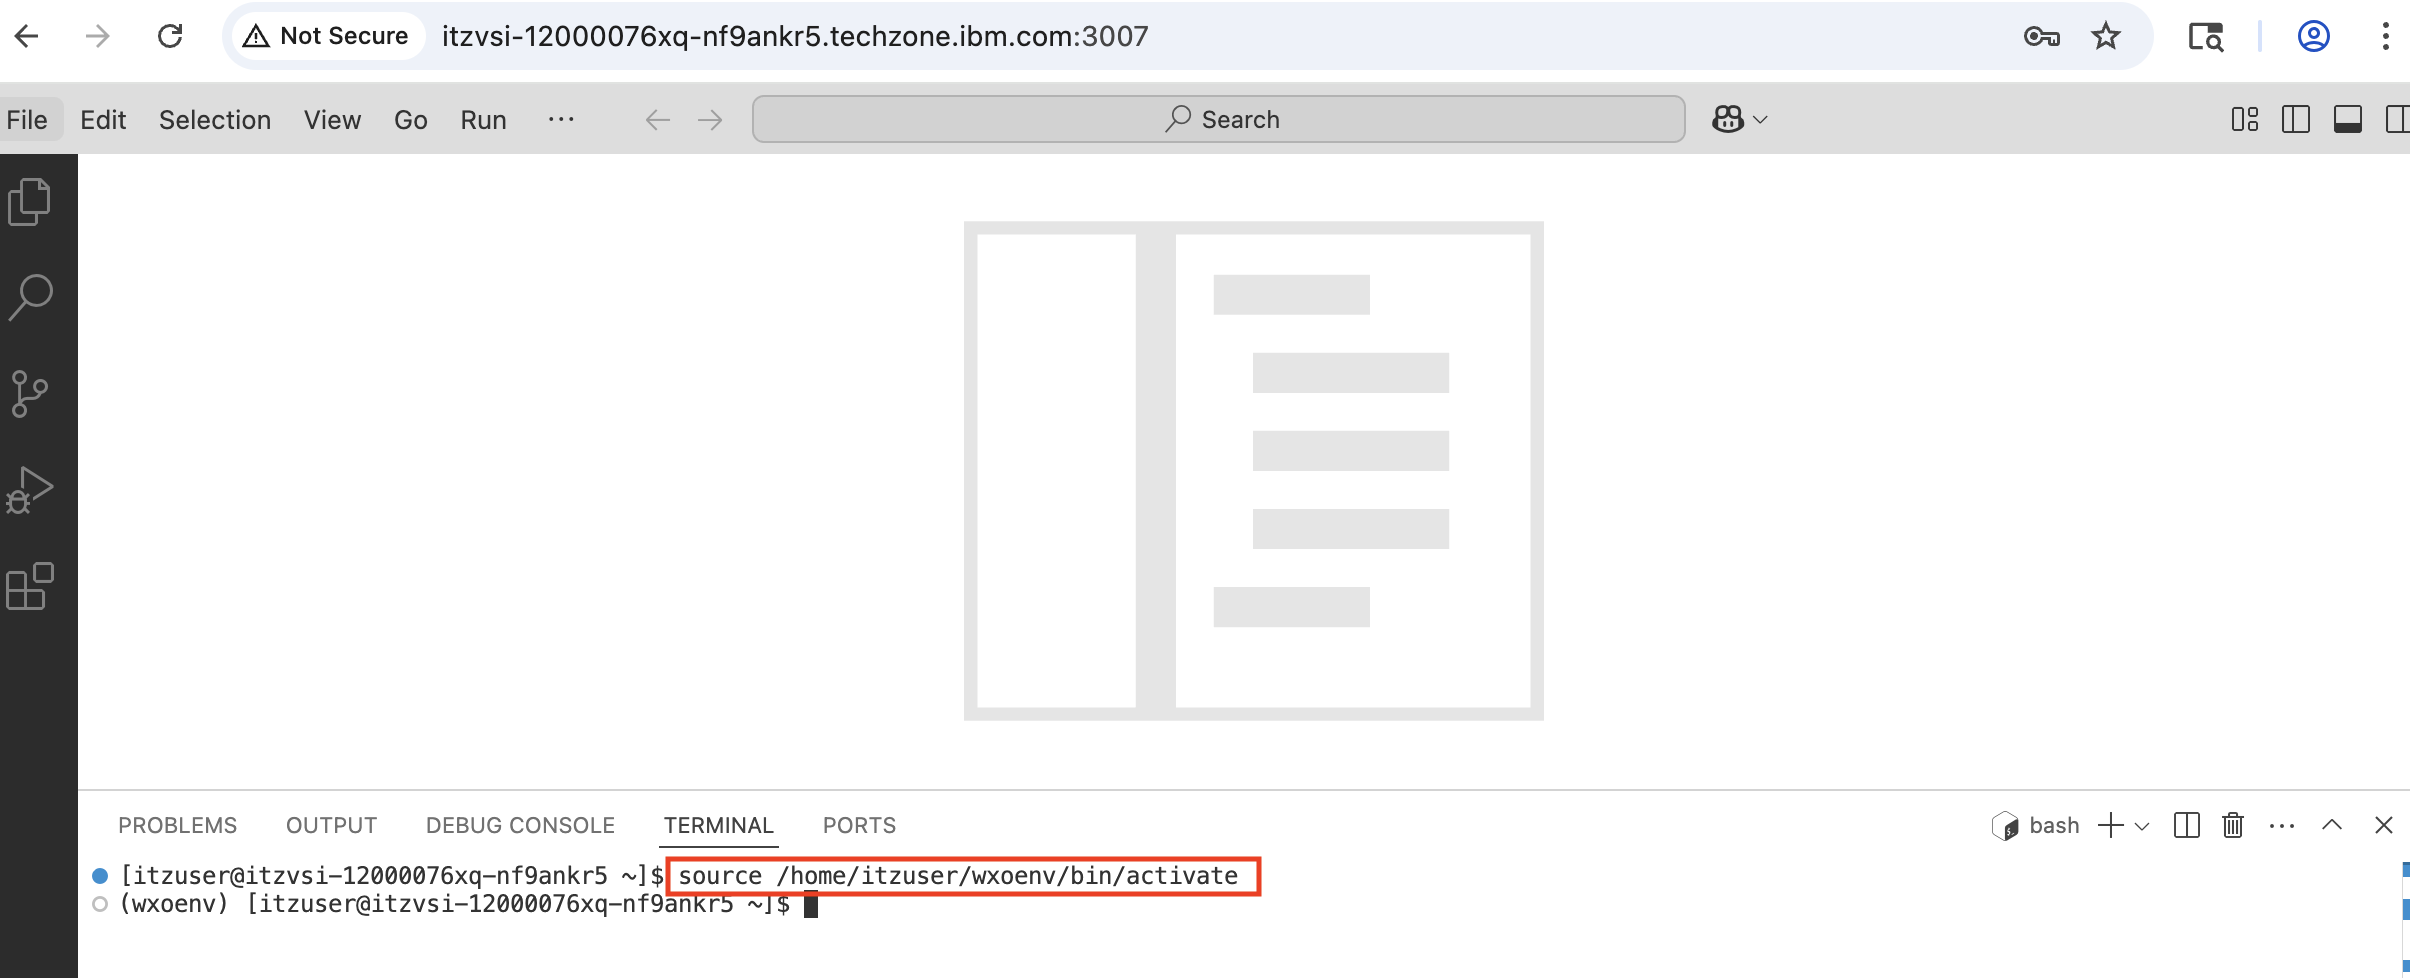 Not Secure itzvsi-12000076xq-nf9ankr5.techzone.ibm.com:3007
File Edit Selection View Go Run ··· Search
PROBLEMS OUTPUT DEBUG CONSOLE TERMINAL PORTS bash
[itzuser@itzvsi-12000076xq-nf9ankr5 ~]$ source /home/itzuser/wxoenv/bin/activate
(wxoenv) [itzuser@itzvsi-12000076xq-nf9ankr5 ~]$